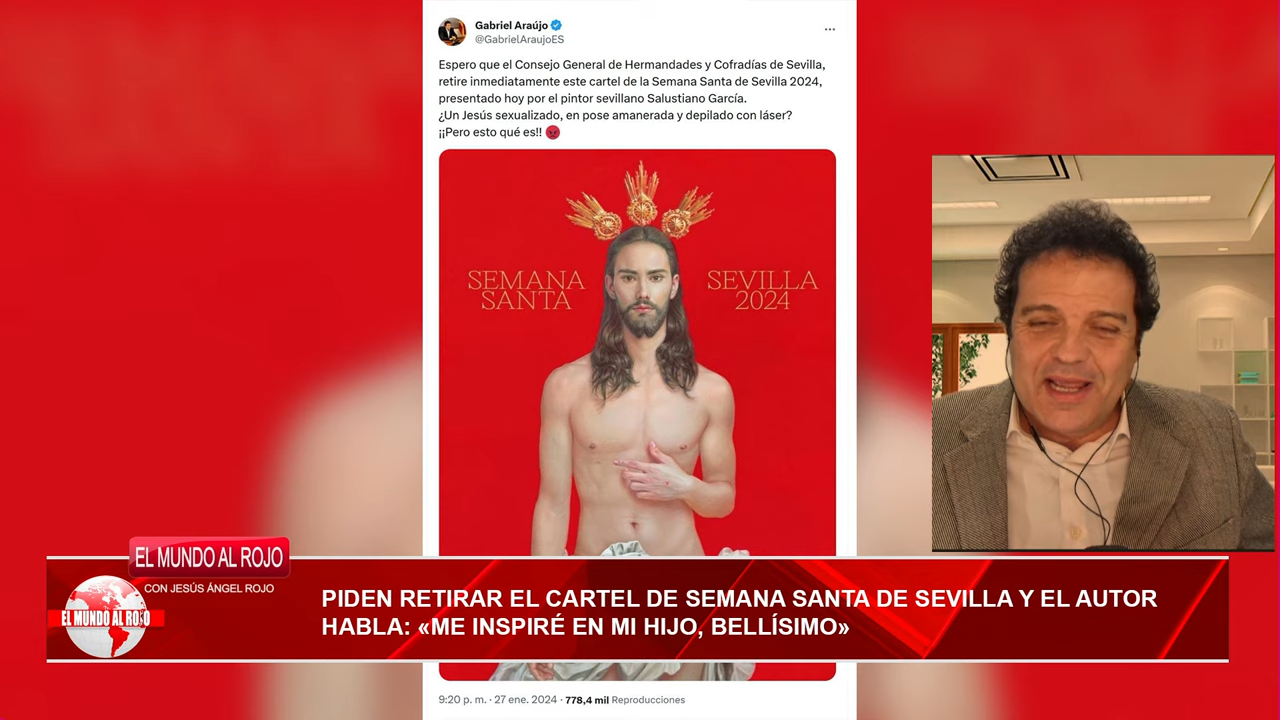 Gabriel Araújo
@GabrielAraujoES
Espero que el Consejo General de Hermandades y Cofradías de Sevilla,
retire inmediatamente este cartel de la Semana Santa de Sevilla 2024,
presentado hoy por el pintor sevillano Salustiano García.
¿Un Jesús sexualizado, en pose amanerada y depilado con láser?
¡¡Pero esto qué es!! 😡
SEMANA
SANTA
SEVILLA
2024
EL MUNDO AL ROJO
CON JESÚS ÁNGEL ROJO
EL MUNDO AL ROJO
PIDEN RETIRAR EL CARTEL DE SEMANA SANTA DE SEVILLA Y EL AUTOR
HABLA: «ME INSPIRÉ EN MI HIJO, BELLÍSIMO»
9:20 p. m. · 27 ene. 2024 · 778,4 mil Reproducciones